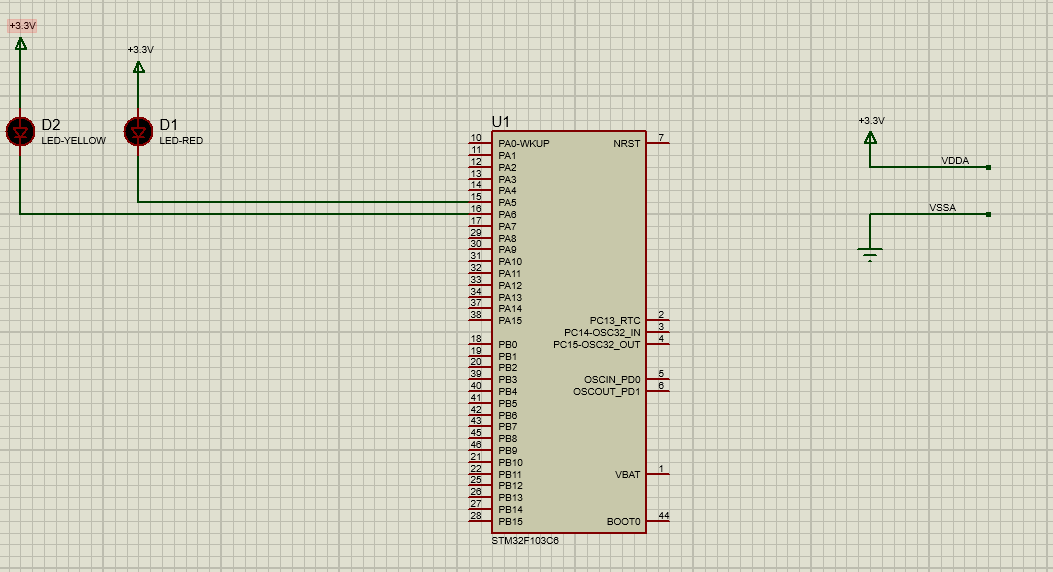 +3.3V
+3.3V
D2
LED-YELLOW
D1
LED-RED
U1
10 PA0-WKUP
11 PA1
12 PA2
13 PA3
14 PA4
15 PA5
16 PA6
17 PA7
29 PA8
30 PA9
31 PA10
32 PA11
33 PA12
34 PA13
37 PA14
38 PA15
18 PB0
19 PB1
20 PB2
39 PB3
40 PB4
41 PB5
42 PB6
43 PB7
45 PB8
46 PB9
21 PB10
22 PB11
25 PB12
26 PB13
27 PB14
28 PB15
NRST 7
PC13_RTC 2
PC14-OSC32_IN 3
PC15-OSC32_OUT 4
OSCIN_PD0 5
OSCOUT_PD1 6
VBAT 1
BOOT0 44
STM32F103C6
+3.3V
VDDA
VSSA